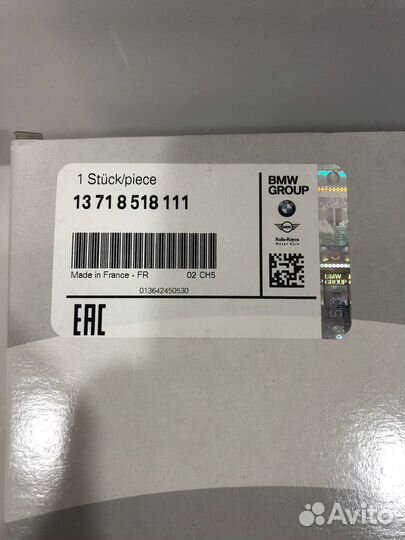 1 Stück/piece
13 71 8 518 111
Made in France - FR 02 CH5
013642450530
EAC
BMW
GROUP
Rolls-Royce
Motor Cars
BMW
GROUP
Avito